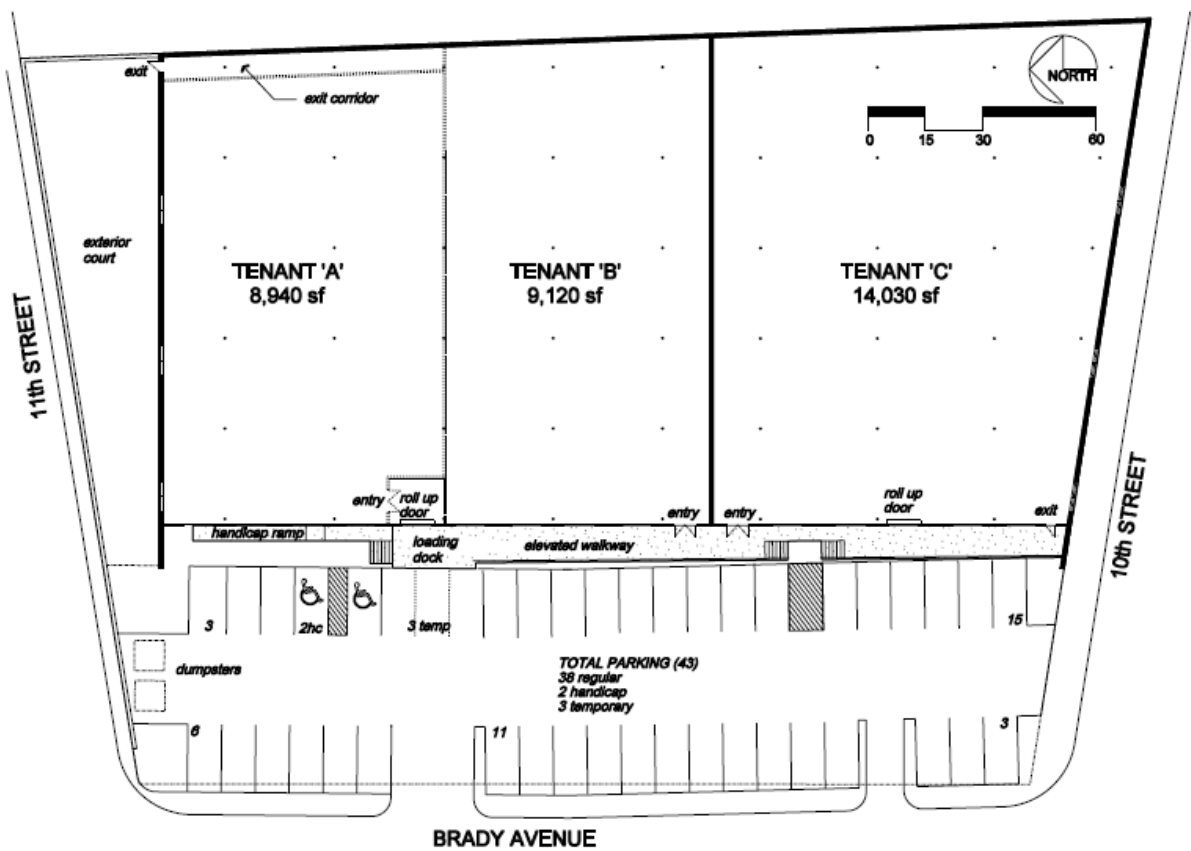 exit
exit corridor
NORTH
0 15 30 60
exterior
court
TENANT 'A'
8,940 sf
TENANT 'B'
9,120 sf
TENANT 'C'
14,030 sf
11th STREET
10th STREET
entry
roll up
door
entry
entry
roll up
door
exit
handicap ramp
loading
dock
elevated walkway
3
2hc
3 temp
15
dumpsters
TOTAL PARKING (43)
38 regular
2 handicap
3 temporary
6
11
3
BRADY AVENUE